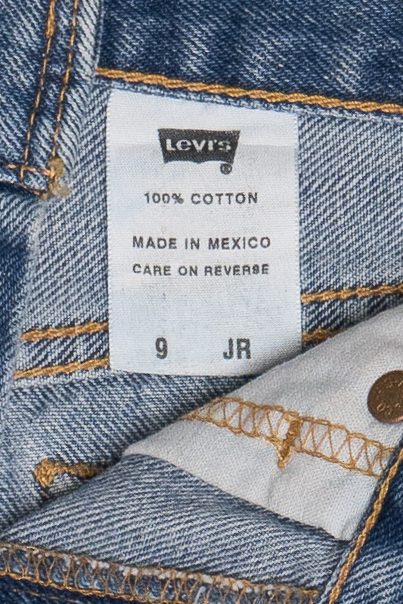 Levi's
®
100% COTTON
MADE IN MEXICO
CARE ON REVERSE
9 JR